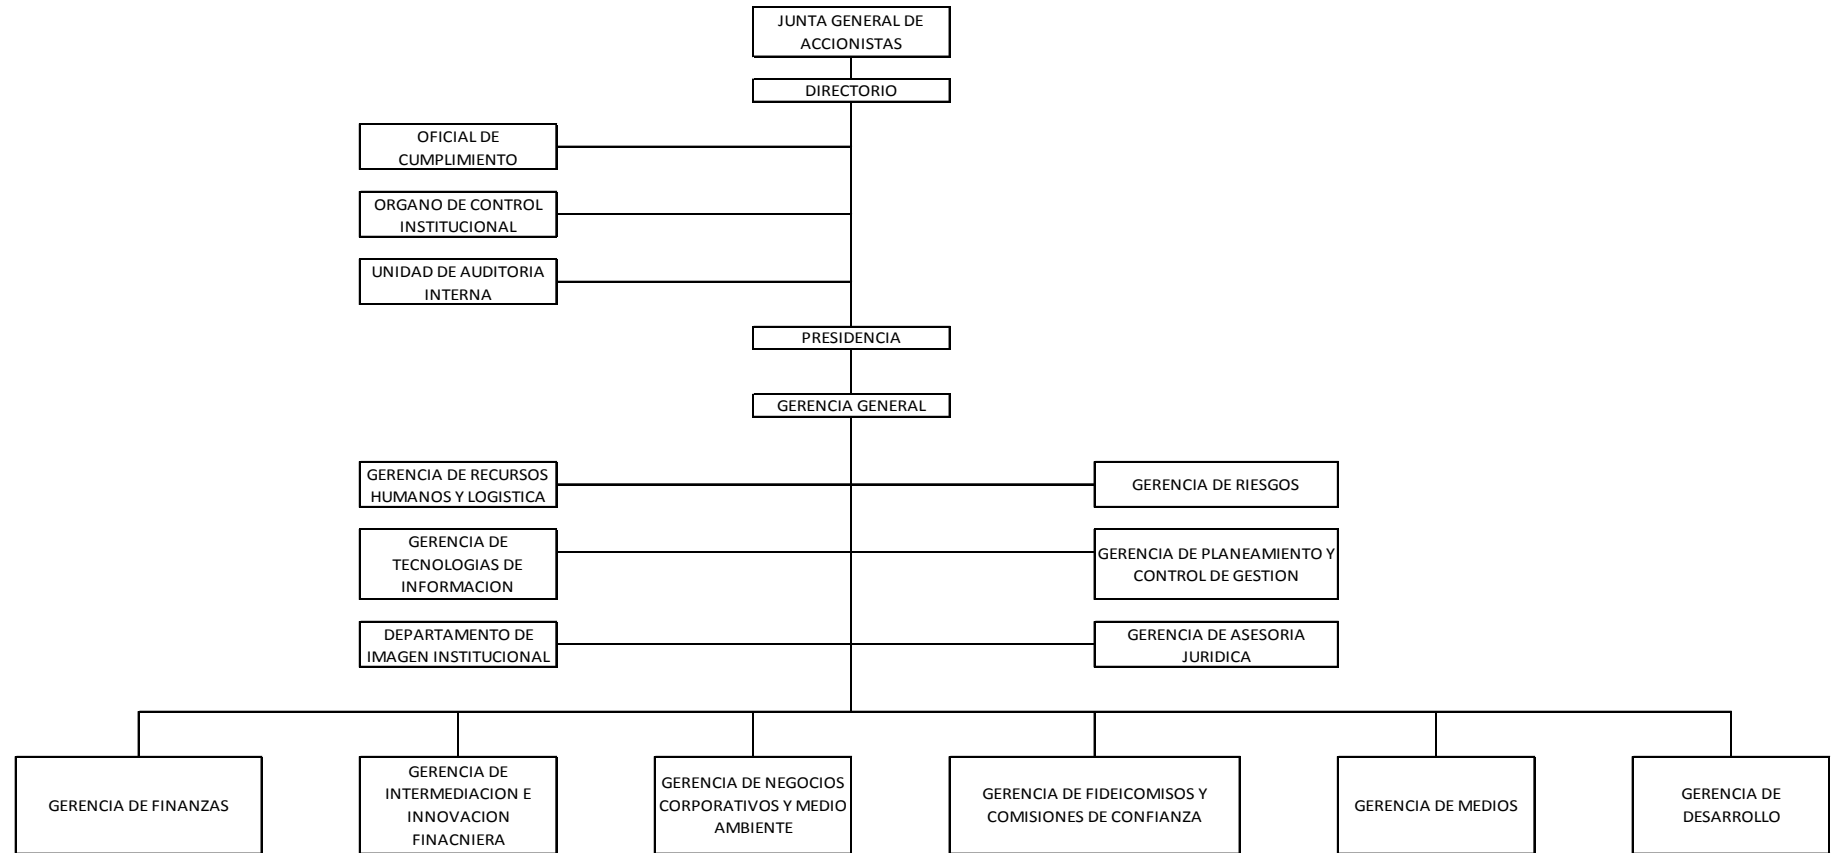 JUNTA GENERAL DE
ACCIONISTAS
DIRECTORIO
OFICIAL DE
CUMPLIMIENTO
ORGANO DE CONTROL
INSTITUCIONAL
UNIDAD DE AUDITORIA
INTERNA
PRESIDENCIA
GERENCIA GENERAL
GERENCIA DE RECURSOS
HUMANOS Y LOGISTICA
GERENCIA DE RIESGOS
GERENCIA DE
TECNOLOGIAS DE
INFORMACION
GERENCIA DE PLANEAMIENTO Y
CONTROL DE GESTION
DEPARTAMENTO DE
IMAGEN INSTITUCIONAL
GERENCIA DE ASESORIA
JURIDICA
GERENCIA DE FINANZAS
GERENCIA DE
INTERMEDIACION E
INNOVACION
FINACNIERA
GERENCIA DE NEGOCIOS
CORPORATIVOS Y MEDIO
AMBIENTE
GERENCIA DE FIDEICOMISOS Y
COMISIONES DE CONFIANZA
GERENCIA DE MEDIOS
GERENCIA DE
DESARROLLO